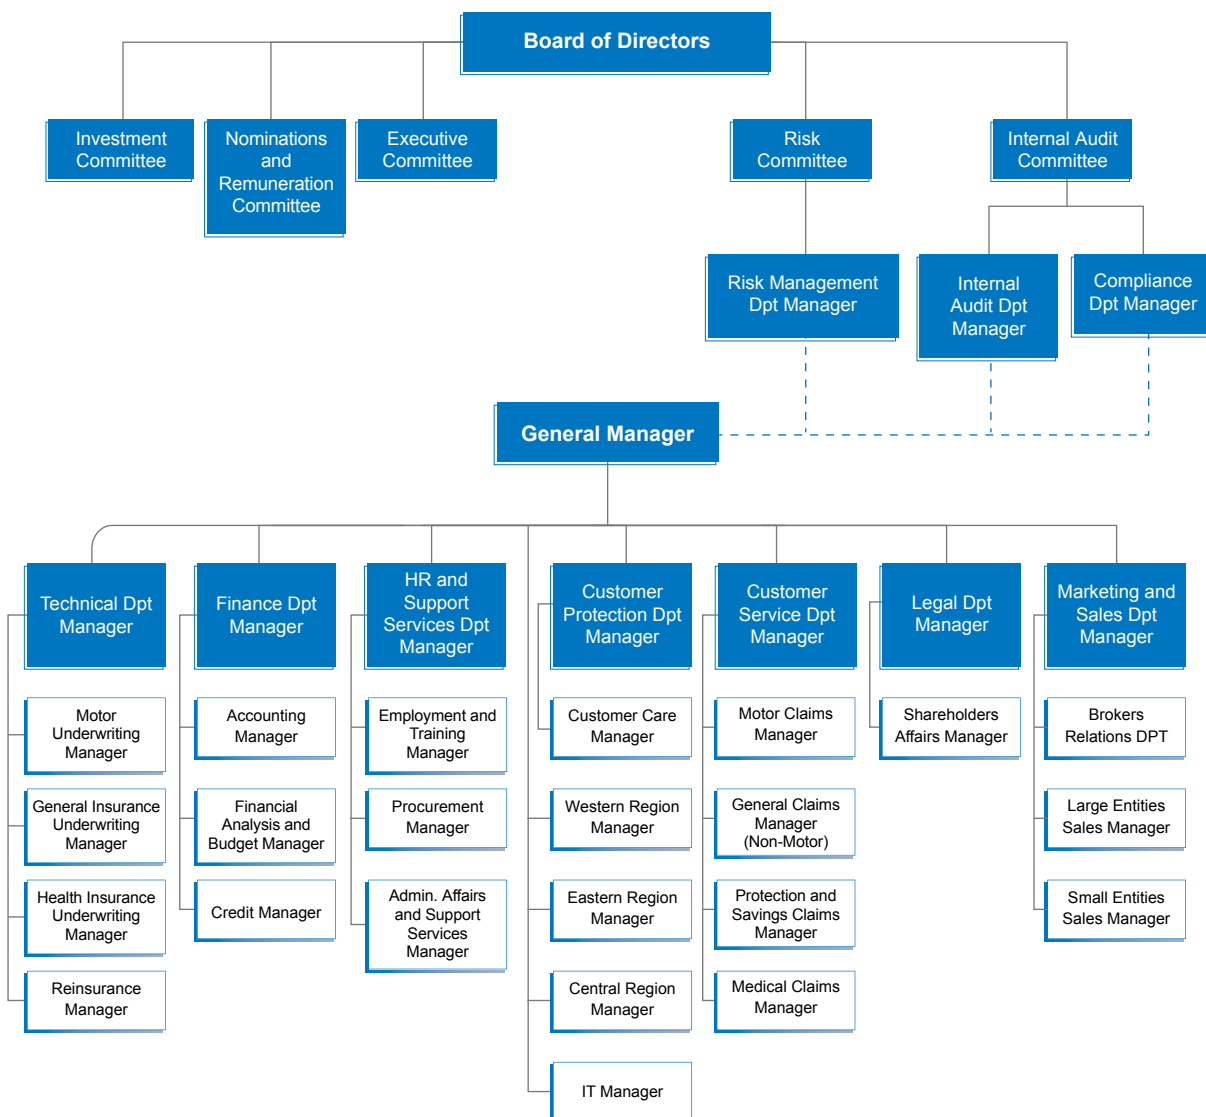 Board of Directors
Investment
Committee
Nominations
and
Remuneration
Committee
Executive
Committee
Risk
Committee
Internal Audit
Committee
Risk Management
Dpt Manager
Internal
Audit Dpt
Manager
Compliance
Dpt Manager
General Manager
Technical Dpt
Manager
Finance Dpt
Manager
HR and
Support
Services Dpt
Manager
Customer
Protection Dpt
Manager
Customer
Service Dpt
Manager
Legal Dpt
Manager
Marketing and
Sales Dpt
Manager
Motor
Underwriting
Manager
Accounting
Manager
Employment and
Training
Manager
Customer Care
Manager
Motor Claims
Manager
Shareholders
Affairs Manager
Brokers
Relations DPT
General Insurance
Underwriting
Manager
Financial
Analysis and
Budget Manager
Procurement
Manager
Western Region
Manager
General Claims
Manager
(Non-Motor)
Large Entities
Sales Manager
Health Insurance
Underwriting
Manager
Credit Manager
Admin. Affairs
and Support
Services
Manager
Eastern Region
Manager
Protection and
Savings Claims
Manager
Small Entities
Sales Manager
Reinsurance
Manager
Central Region
Manager
Medical Claims
Manager
IT Manager